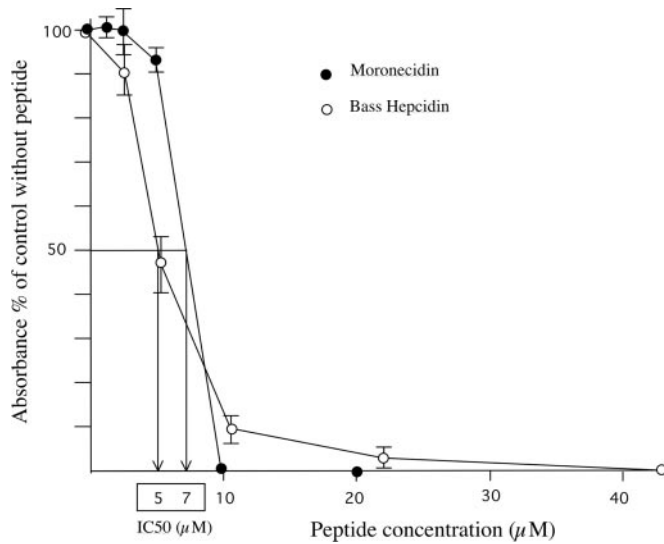 Absorbance % of control without peptide
100
50
Moronecidin
Bass Hepcidin
5 7 10 20 30 40
IC50 (µM) Peptide concentration (µM)